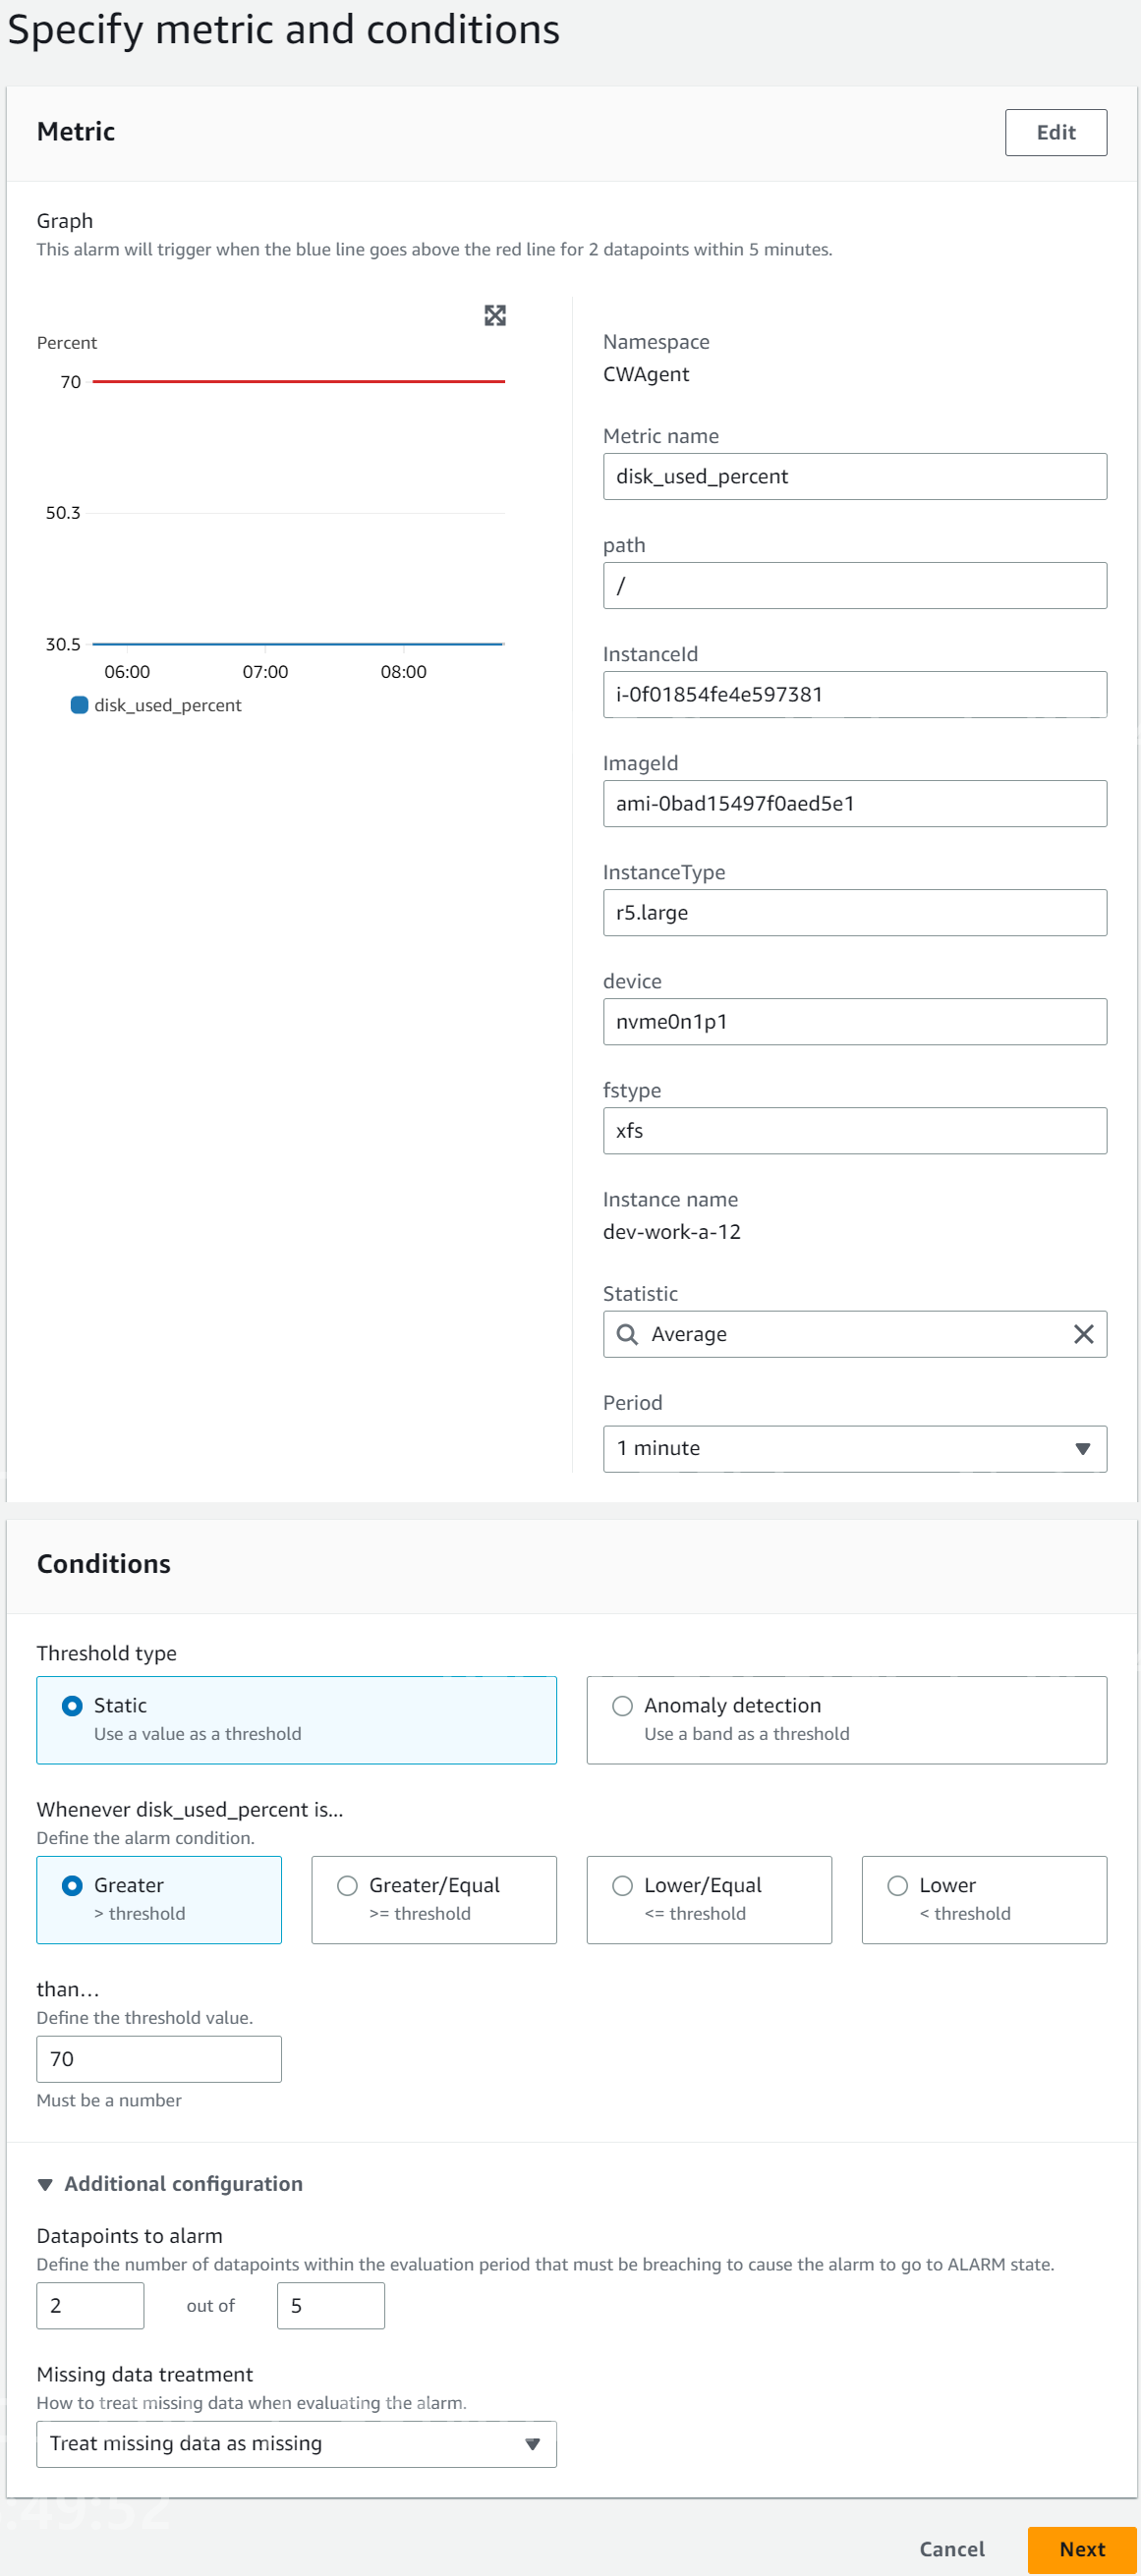 Specify metric and conditions
Metric
Edit
Graph
This alarm will trigger when the blue line goes above the red line for 2 datapoints within 5 minutes.
Percent
70
50.3
30.5
06:00 07:00 08:00
disk_used_percent
Namespace
CWAgent
Metric name
disk_used_percent
path
/
InstanceId
i-0f01854fe4e597381
ImageId
ami-0bad15497f0aed5e1
InstanceType
r5.large
device
nvme0n1p1
fstype
xfs
Instance name
dev-work-a-12
Statistic
Average
Period
1 minute
Conditions
Threshold type
Static
Use a value as a threshold
Anomaly detection
Use a band as a threshold
Whenever disk_used_percent is...
Define the alarm condition.
Greater
> threshold
Greater/Equal
>= threshold
Lower/Equal
<= threshold
Lower
< threshold
than...
Define the threshold value.
70
Must be a number
Additional configuration
Datapoints to alarm
Define the number of datapoints within the evaluation period that must be breaching to cause the alarm to go to ALARM state.
2 out of 5
Missing data treatment
How to treat missing data when evaluating the alarm.
Treat missing data as missing
:49:52
Cancel
Next